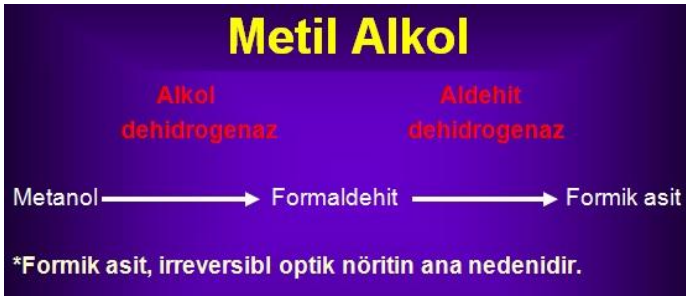 Metil Alkol
Alkol Aldehit
dehidrogenaz dehidrogenaz
Metanol Formaldehit Formik asit
*Formik asit, irreversibl optik nöritin ana nedenidir.